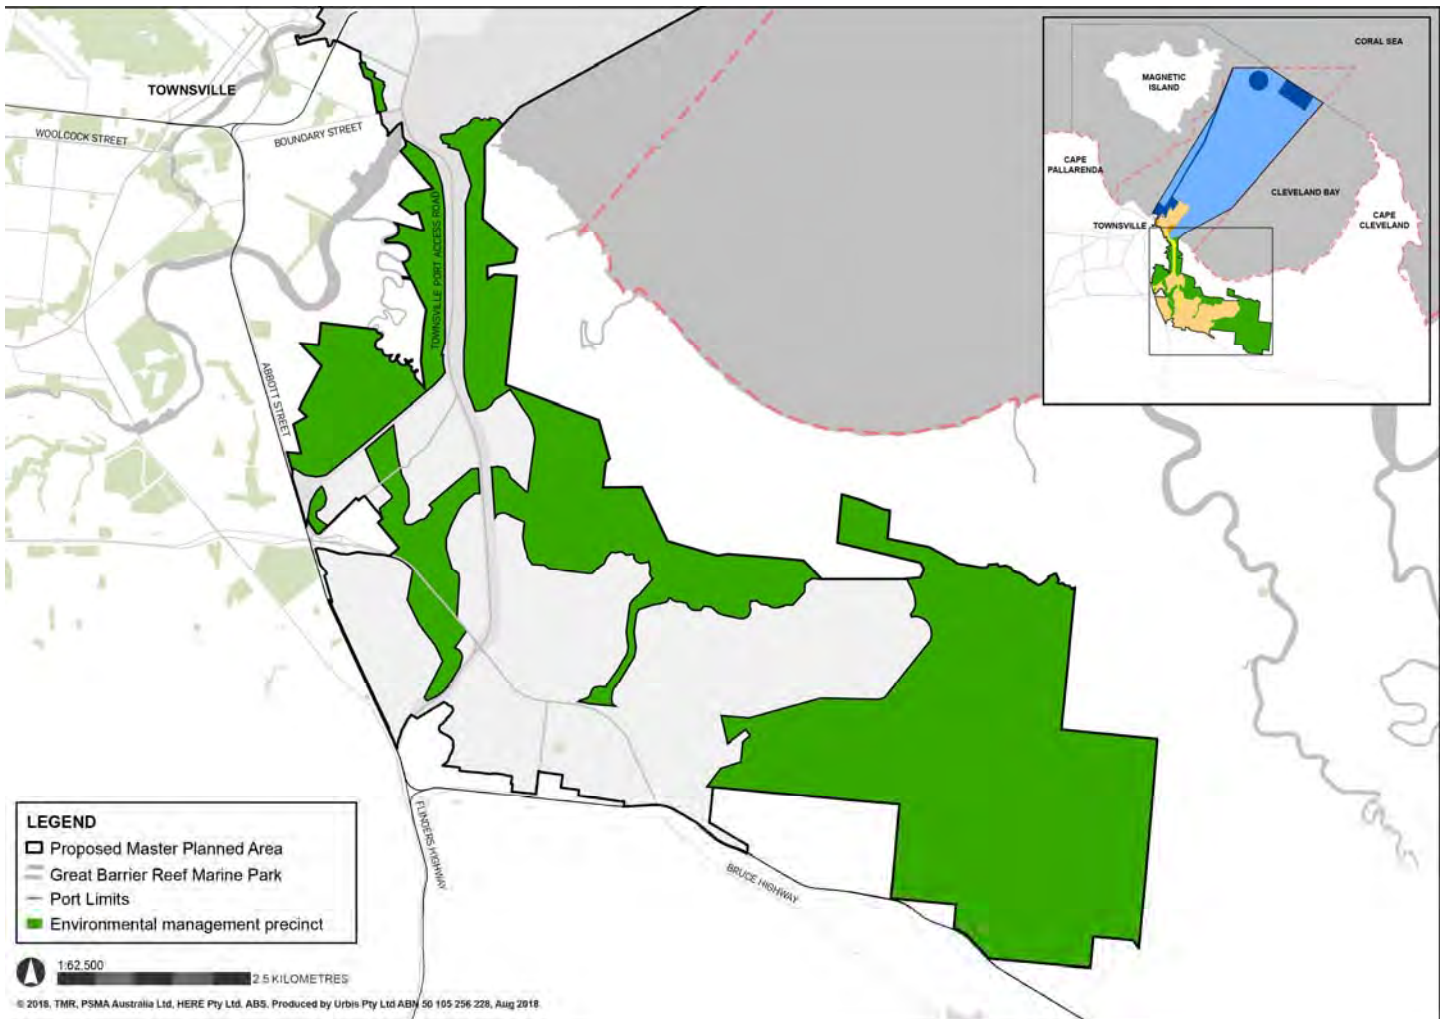 TOWNSVILLE
WOOLCOCK STREET
BOUNDARY STREET
TOWNSVILLE PORT ACCESS ROAD
ABBOTT STREET
FLINDERS HIGHWAY
BRUCE HIGHWAY
CORAL SEA
MAGNETIC
ISLAND
CAPE
PALLARENDA
CLEVELAND BAY
CAPE
CLEVELAND
TOWNSVILLE
LEGEND
Proposed Master Planned Area
Great Barrier Reef Marine Park
Port Limits
Environmental management precinct
1:62,500
2.5 KILOMETRES
© 2018, TMR, PSMA Australia Ltd, HERE Pty Ltd, ABS. Produced by Urbis Pty Ltd ABN 50 105 256 228, Aug 2018